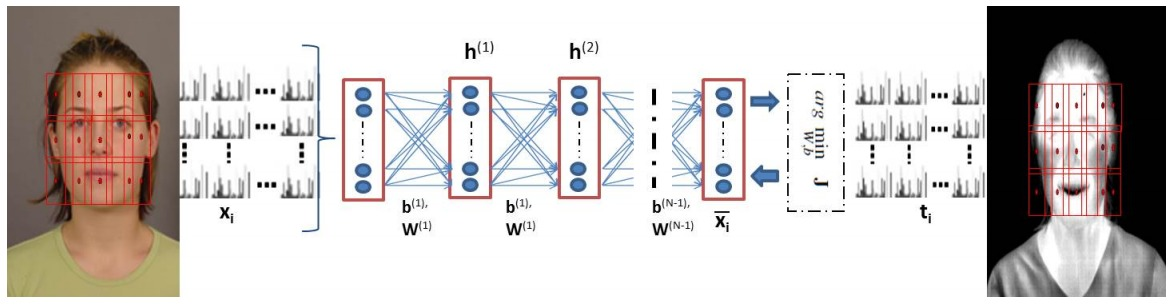 h(1)
h(2)
arg min
W,b
J
xᵢ
b(1),
W(1)
b(1),
W(1)
b(N-1),
W(N-1)
x̅ᵢ
tᵢ